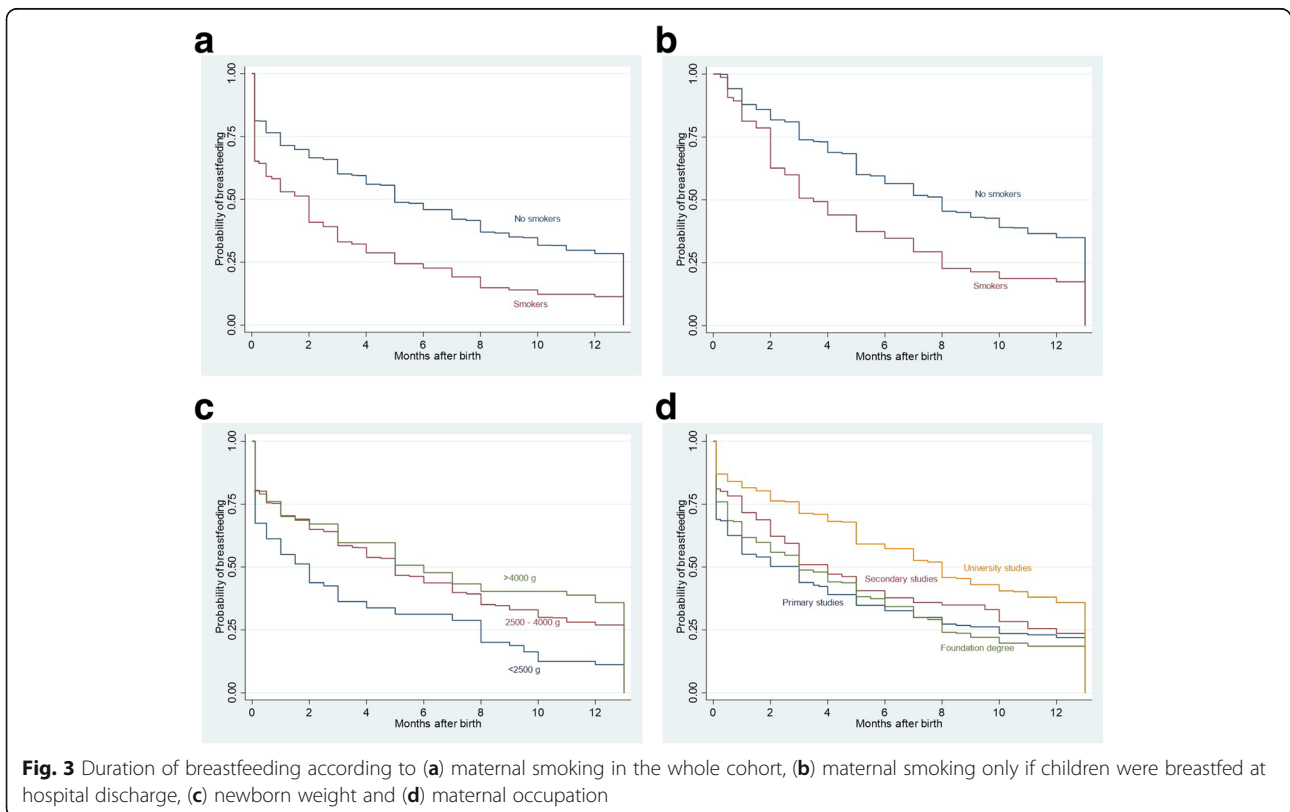 a
b
Probability of breastfeeding
0.00 0.25 0.50 0.75 1.00
No smokers
Smokers
0 2 4 6 8 10 12
Months after birth
Probability of breastfeeding
0.00 0.25 0.50 0.75 1.00
No smokers
Smokers
0 2 4 6 8 10 12
Months after birth
c
d
Probability of breastfeeding
0.00 0.25 0.50 0.75 1.00
>4000 g
2500 - 4000 g
<2500 g
0 2 4 6 8 10 12
Months after birth
Probability of breastfeeding
0.00 0.25 0.50 0.75 1.00
University studies
Secondary studies
Primary studies
Foundation degree
0 2 4 6 8 10 12
Months after birth
Fig. 3 Duration of breastfeeding according to (a) maternal smoking in the whole cohort, (b) maternal smoking only if children were breastfed at
hospital discharge, (c) newborn weight and (d) maternal occupation